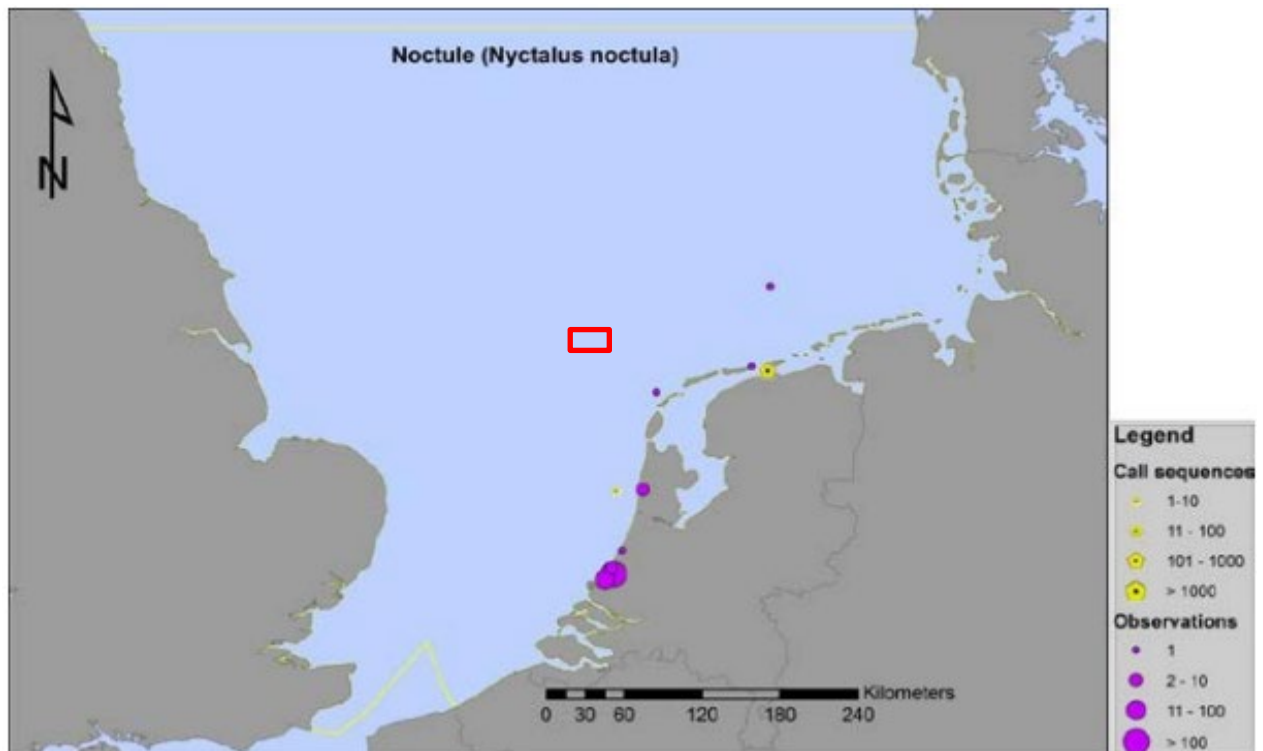 Noctule (Nyctalus noctula)
N
Legend
Call sequences
1-10
11 - 100
101 - 1000
> 1000
Observations
1
2 - 10
11 - 100
> 100
Kilometers
0 30 60 120 180 240